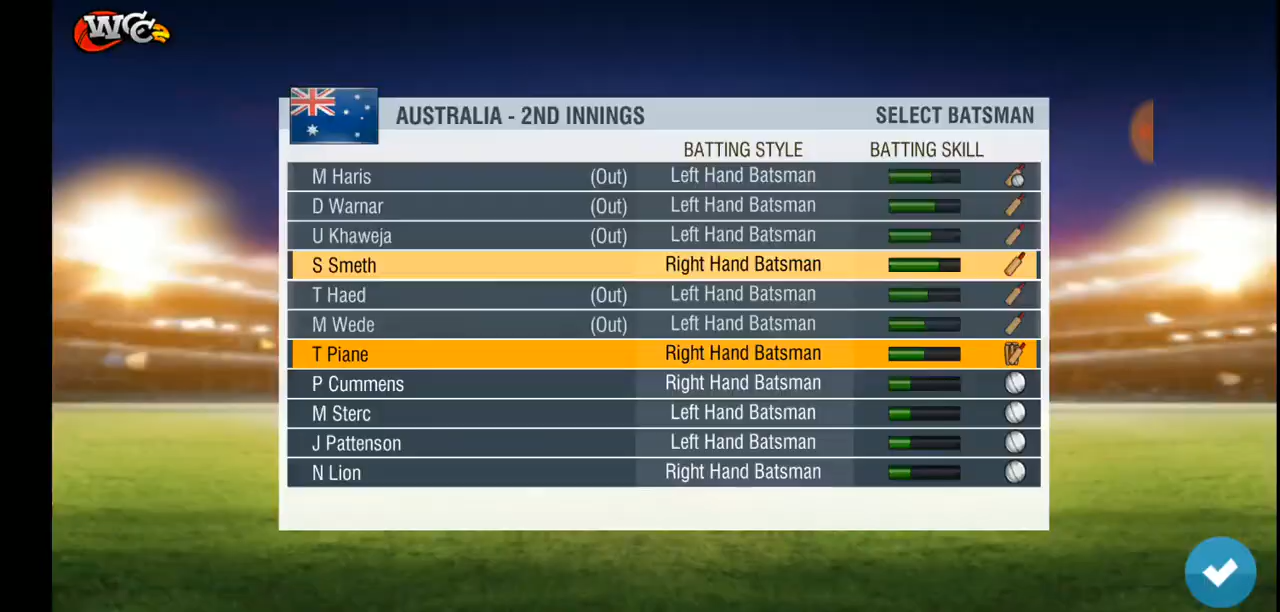 WCC
AUSTRALIA - 2ND INNINGS SELECT BATSMAN
BATTING STYLE BATTING SKILL
M Haris (Out) Left Hand Batsman
D Warnar (Out) Left Hand Batsman
U Khaweja (Out) Left Hand Batsman
S Smeth Right Hand Batsman
T Haed (Out) Left Hand Batsman
M Wede (Out) Left Hand Batsman
T Piane Right Hand Batsman
P Cummens Right Hand Batsman
M Sterc Left Hand Batsman
J Pattenson Left Hand Batsman
N Lion Right Hand Batsman